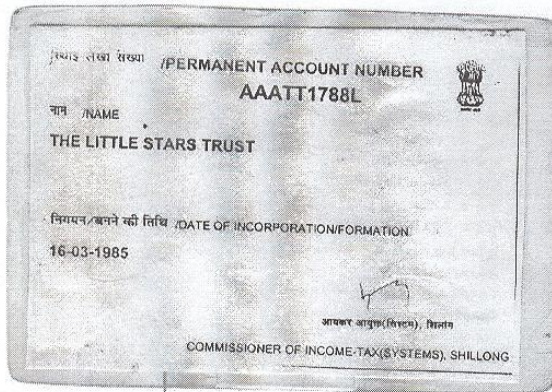 स्थाई लेखा संख्या /PERMANENT ACCOUNT NUMBER
AAATT1788L
नाम /NAME
THE LITTLE STARS TRUST
निगमन/बनने की तिथि /DATE OF INCORPORATION/FORMATION
16-03-1985
आयकर आयुक्त(सिस्टम), शिलांग
COMMISSIONER OF INCOME-TAX(SYSTEMS), SHILLONG